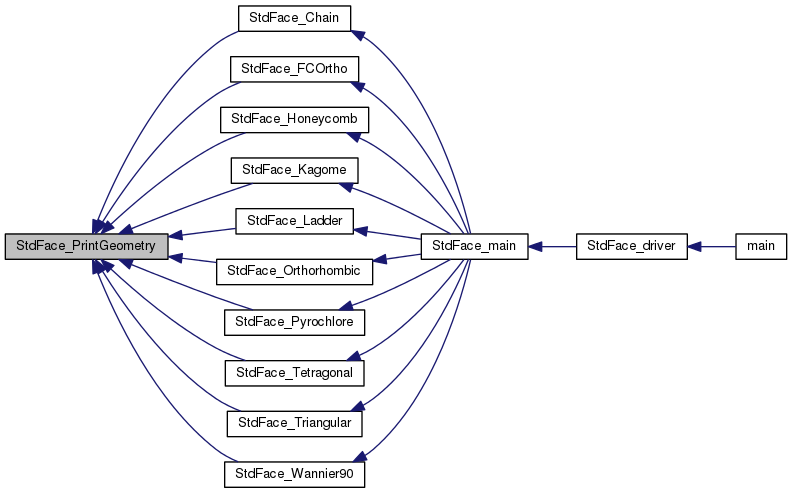 StdFace_Chain
StdFace_FCOrtho
StdFace_Honeycomb
StdFace_Kagome
StdFace_Ladder
StdFace_PrintGeometry
StdFace_main
StdFace_driver
main
StdFace_Orthorhombic
StdFace_Pyrochlore
StdFace_Tetragonal
StdFace_Triangular
StdFace_Wannier90